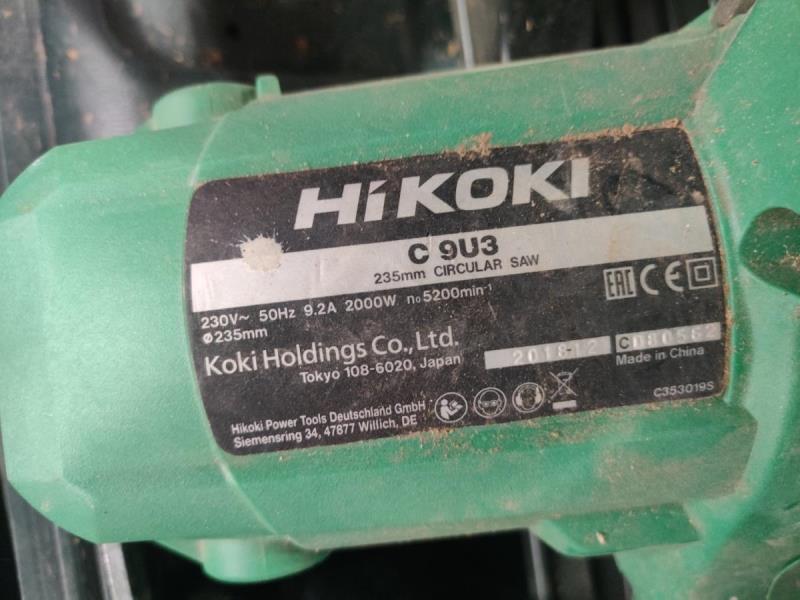 HiKOKI
C 9U3
235mm CIRCULAR SAW
230V~ 50Hz 9.2A 2000W no5200min-1
ø235mm
EAC CE
Koki Holdings Co., Ltd.
Tokyo 108-6020, Japan
2018-12 C080562
Made in China
Hikoki Power Tools Deutschland GmbH
Siemensring 34, 47877 Willich, DE
C353019S